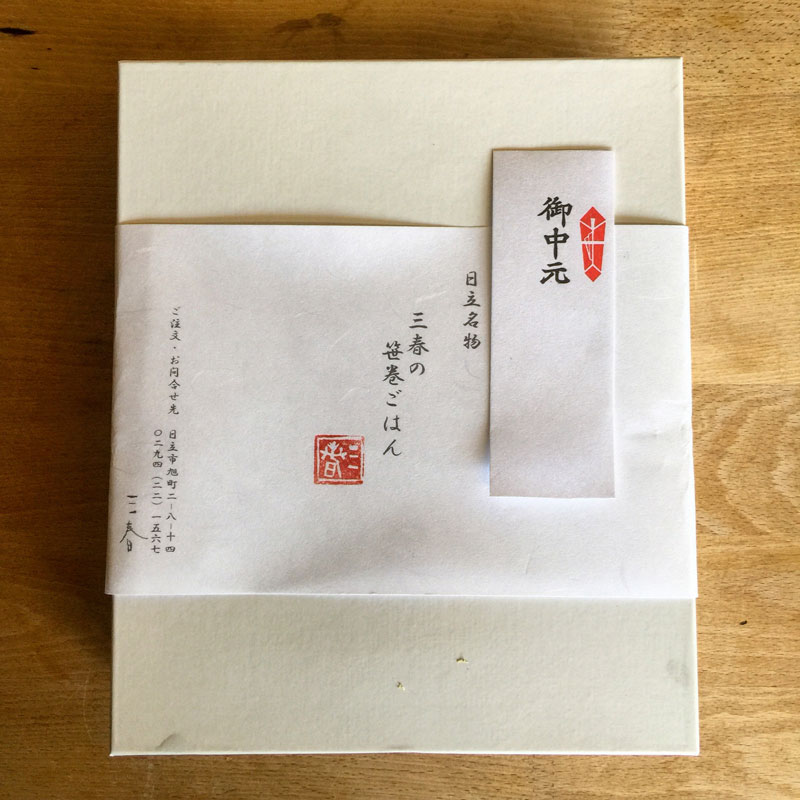 御中元
日立名物
三春の
笹巻ごはん
三春
ご注文・お問合せ先
日立市旭町二ー八ー十四
〇二九四(二二)一五六七
三春